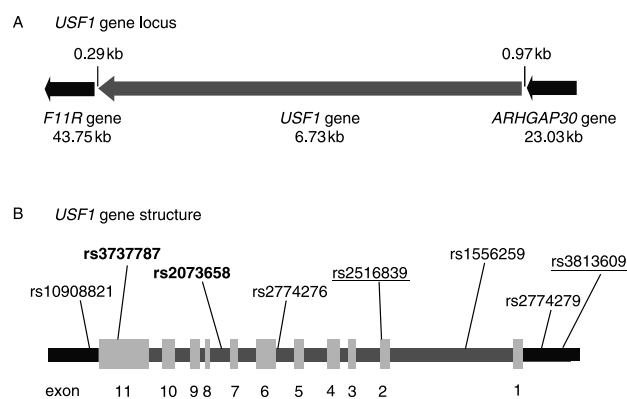 A USF1 gene locus
0.29 kb 0.97 kb
F11R gene USF1 gene ARHGAP30 gene
43.75 kb 6.73 kb 23.03 kb
B USF1 gene structure
rs3737787 rs1556259 rs3813609
rs2073658 rs2516839
rs10908821 rs2774276 rs2774279
exon 11 10 9 8 7 6 5 4 3 2 1